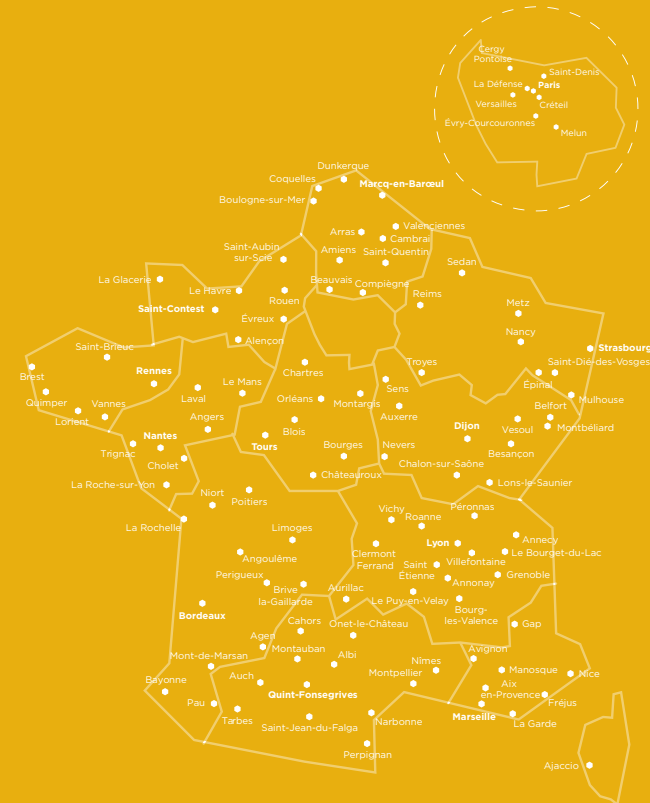 Cergy
Pontoise
Saint-Denis
La Défense
Paris
Versailles
Créteil
Évry-Courcouronnes
Melun
Dunkerque
Coquelles
Marcq-en-Barœul
Boulogne-sur-Mer
Arras
Valenciennes
Cambrai
Saint-Aubin
sur-Scie
Amiens
Saint-Quentin
Sedan
La Glacerie
Le Havre
Beauvais
Compiègne
Reims
Rouen
Metz
Saint-Contest
Évreux
Nancy
Alençon
Strasbourg
Saint-Brieuc
Saint-Dié-des-Vosges
Brest
Rennes
Chartres
Troyes
Épinal
Le Mans
Sens
Quimper
Laval
Orléans
Montargis
Mulhouse
Lorient
Vannes
Angers
Auxerre
Belfort
Blois
Dijon
Vesoul
Montbéliard
Nantes
Tours
Bourges
Nevers
Besançon
Trignac
Cholet
Chalon-sur-Saône
Châteauroux
La Roche-sur-Yon
Lons-le-Saunier
Niort
Poitiers
Vichy
Péronnas
Roanne
La Rochelle
Limoges
Lyon
Annecy
Clermont
Ferrand
Le Bourget-du-Lac
Angoulême
Saint
Étienne
Villefontaine
Perigueux
Grenoble
Annonay
Brive
la-Gaillarde
Aurillac
Le Puy-en-Velay
Bordeaux
Bourg-
les-Valence
Cahors
Onet-le-Château
Gap
Agen
Montauban
Avignon
Mont-de-Marsan
Albi
Nîmes
Montpellier
Manosque
Nice
Bayonne
Auch
Aix
en-Provence
Quint-Fonsegrives
Fréjus
Pau
Tarbes
Saint-Jean-du-Falga
Narbonne
Marseille
La Garde
Perpignan
Ajaccio